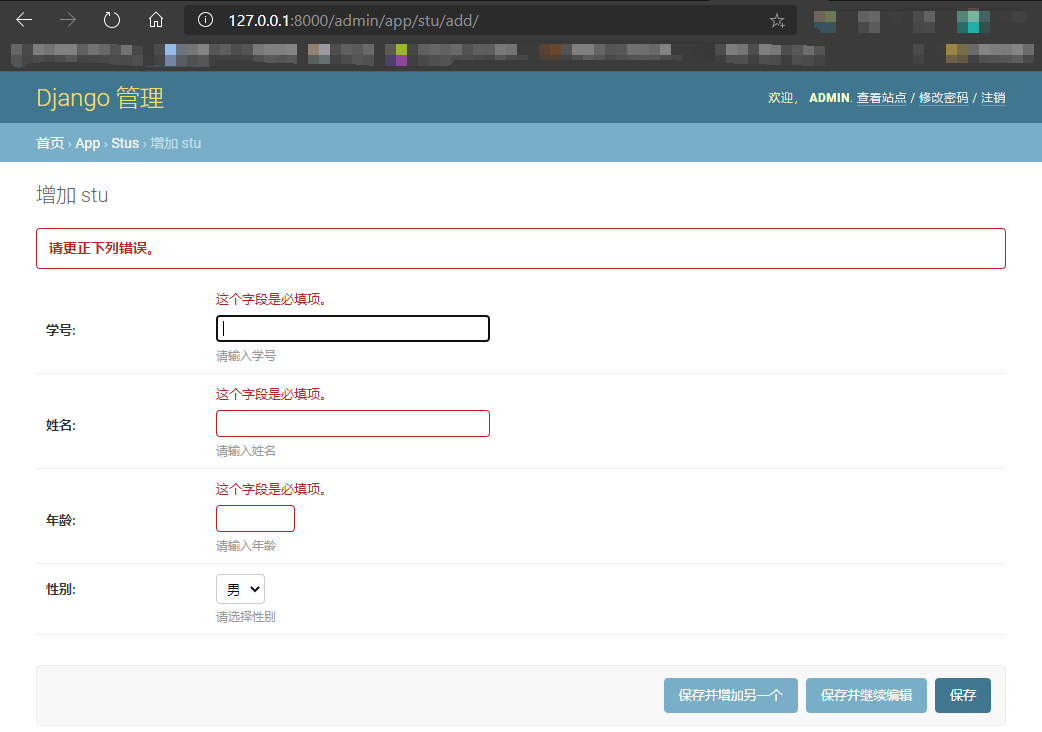 127.0.0.1:8000/admin/app/stu/add/
Django 管理
欢迎， ADMIN. 查看站点 / 修改密码 / 注销
首页 › App › Stus › 增加 stu
增加 stu
请更正下列错误。
这个字段是必填项。
学号:
请输入学号
这个字段是必填项。
姓名:
请输入姓名
这个字段是必填项。
年龄:
请输入年龄
性别: 男
请选择性别
保存并增加另一个 保存并继续编辑 保存